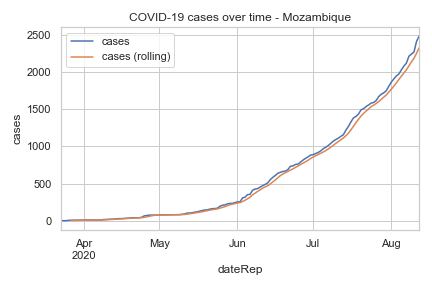 COVID-19 cases over time - Mozambique
cases
cases (rolling)
2500
2000
1500
1000
500
0
cases
Apr
2020
May
Jun
Jul
Aug
dateRep